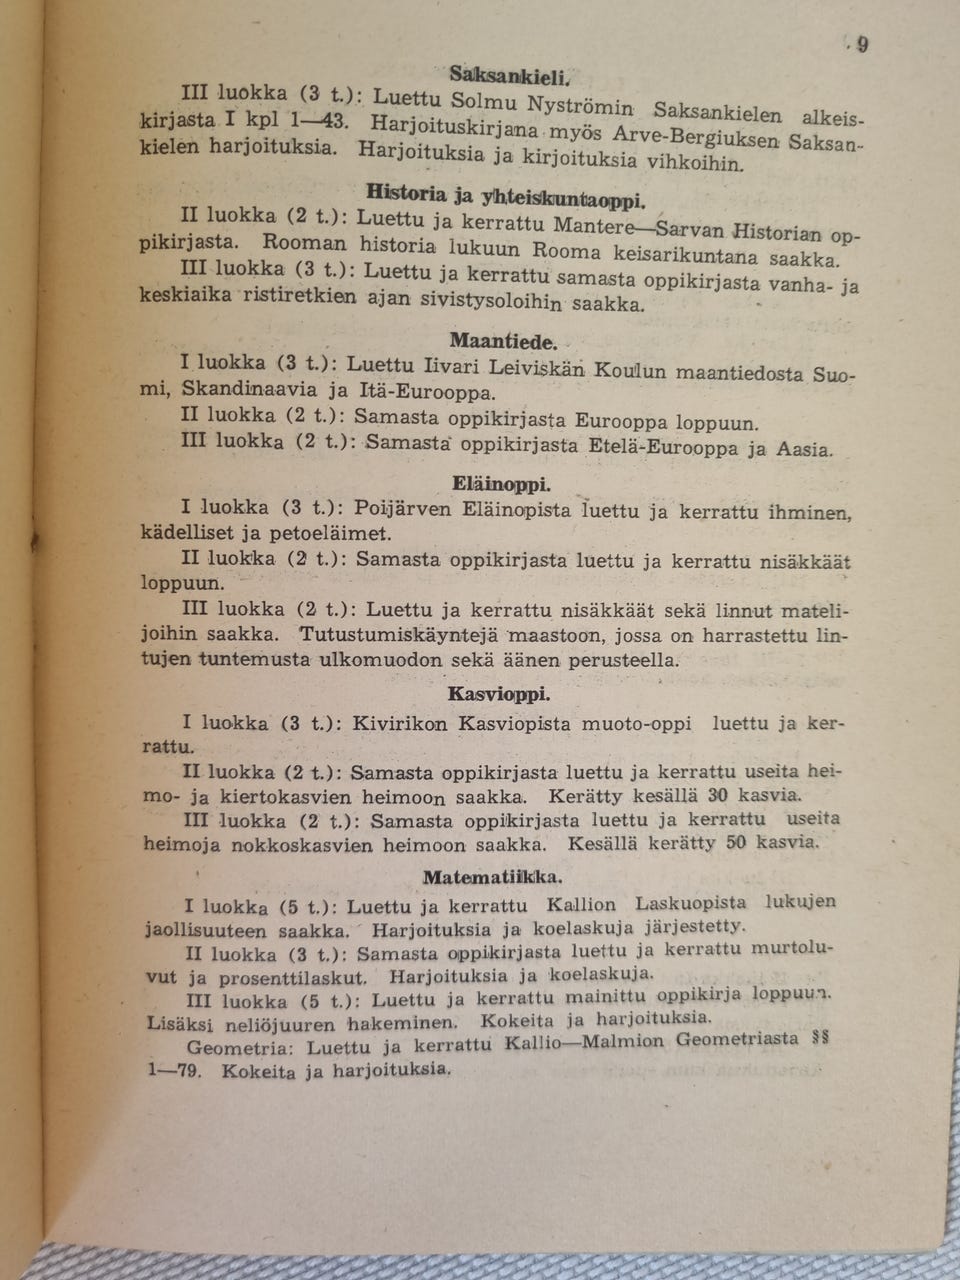 9
Saksankieli.
III luokka (3 t.): Luettu Solmu Nyströmin Saksankielen alkeis-
kirjasta I kpl 1—43. Harjoituskirjana myös Arve-Bergiuksen Saksan-
kielen harjoituksia. Harjoituksia ja kirjoituksia vihkoihin.
Historia ja yhteiskuntaoppi.
II luokka (2 t.): Luettu ja kerrattu Mantere—Sarvan Historian op-
pikirjasta. Rooman historia lukuun Rooma keisarikuntana saakka.
III luokka (3 t.): Luettu ja kerrattu samasta oppikirjasta vanha- ja
keskiaika ristiretkien ajan sivistysoloihin saakka.
Maantiede.
I luokka (3 t.): Luettu Iivari Leiviskän Koulun maantiedosta Suo-
mi, Skandinaavia ja Itä-Eurooppa.
II luokka (2 t.): Samasta oppikirjasta Eurooppa loppuun.
III luokka (2 t.): Samasta oppikirjasta Etelä-Eurooppa ja Aasia.
Eläinoppi.
I luokka (3 t.): Poijärven Eläinopista luettu ja kerrattu ihminen,
kädelliset ja petoeläimet.
II luokka (2 t.): Samasta oppikirjasta luettu ja kerrattu nisäkkäät
loppuun.
III luokka (2 t.): Luettu ja kerrattu nisäkkäät sekä linnut mateli-
joihin saakka. Tutustumiskäyntejä maastoon, jossa on harrastettu lin-
tujen tuntemusta ulkomuodon sekä äänen perusteella.
Kasvioppi.
I luokka (3 t.): Kivirikon Kasviopista muoto-oppi luettu ja ker-
rattu.
II luokka (2 t.): Samasta oppikirjasta luettu ja kerrattu useita hei-
mo- ja kiertokasvien heimoon saakka. Kerätty kesällä 30 kasvia.
III luokka (2 t.): Samasta oppikirjasta luettu ja kerrattu useita
heimoja nokkoskasvien heimoon saakka. Kesällä kerätty 50 kasvia.
Matematiikka.
I luokka (5 t.): Luettu ja kerrattu Kallion Laskuopista lukujen
jaollisuuteen saakka. Harjoituksia ja koelaskuja järjestetty.
II luokka (3 t.): Samasta oppikirjasta luettu ja kerrattu murtolu-
vut ja prosenttilaskut. Harjoituksia ja koelaskuja.
III luokka (5 t.): Luettu ja kerrattu mainittu oppikirja loppuun.
Lisäksi neliöjuuren hakeminen. Kokeita ja harjoituksia.
Geometria: Luettu ja kerrattu Kallio—Malmion Geometriasta §§
1—79. Kokeita ja harjoituksia.